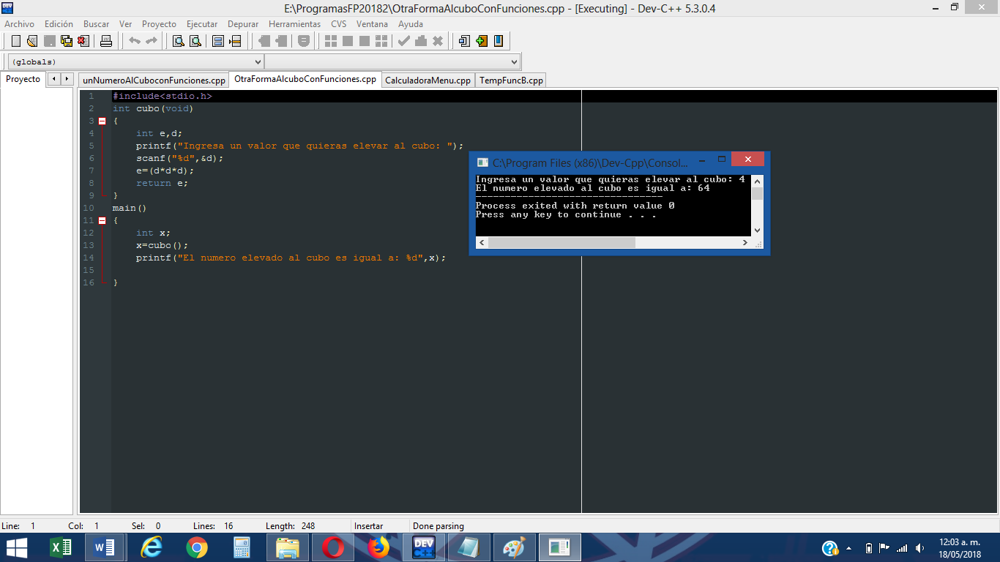 E:\ProgramasFP20182\OtraFormaAlcuboConFunciones.cpp - [Executing] - Dev-C++ 5.3.0.4
Archivo Edición Buscar Ver Proyecto Ejecutar Depurar Herramientas CVS Ventana Ayuda
(globals)
Proyecto unNumeroAlCuboconFunciones.cpp OtraFormaAlcuboConFunciones.cpp CalculadoraMenu.cpp TempFuncB.cpp
1 #include<stdio.h>
2 int cubo(void)
3 {
4 int e,d;
5 printf("Ingresa un valor que quieras elevar al cubo: ");
6 scanf("%d",&d);
7 e=(d*d*d);
8 return e;
9 }
10 main()
11 {
12 int x;
13 x=cubo();
14 printf("El numero elevado al cubo es igual a: %d",x);
15
16 }
C:\Program Files (x86)\Dev-Cpp\Consol...
Ingresa un valor que quieras elevar al cubo: 4
El numero elevado al cubo es igual a: 64
--------------------------------
Process exited with return value 0
Press any key to continue . . .
Line: 1 Col: 1 Sel: 0 Lines: 16 Length: 248 Insertar Done parsing
DEV C++
12:03 a. m.
18/05/2018